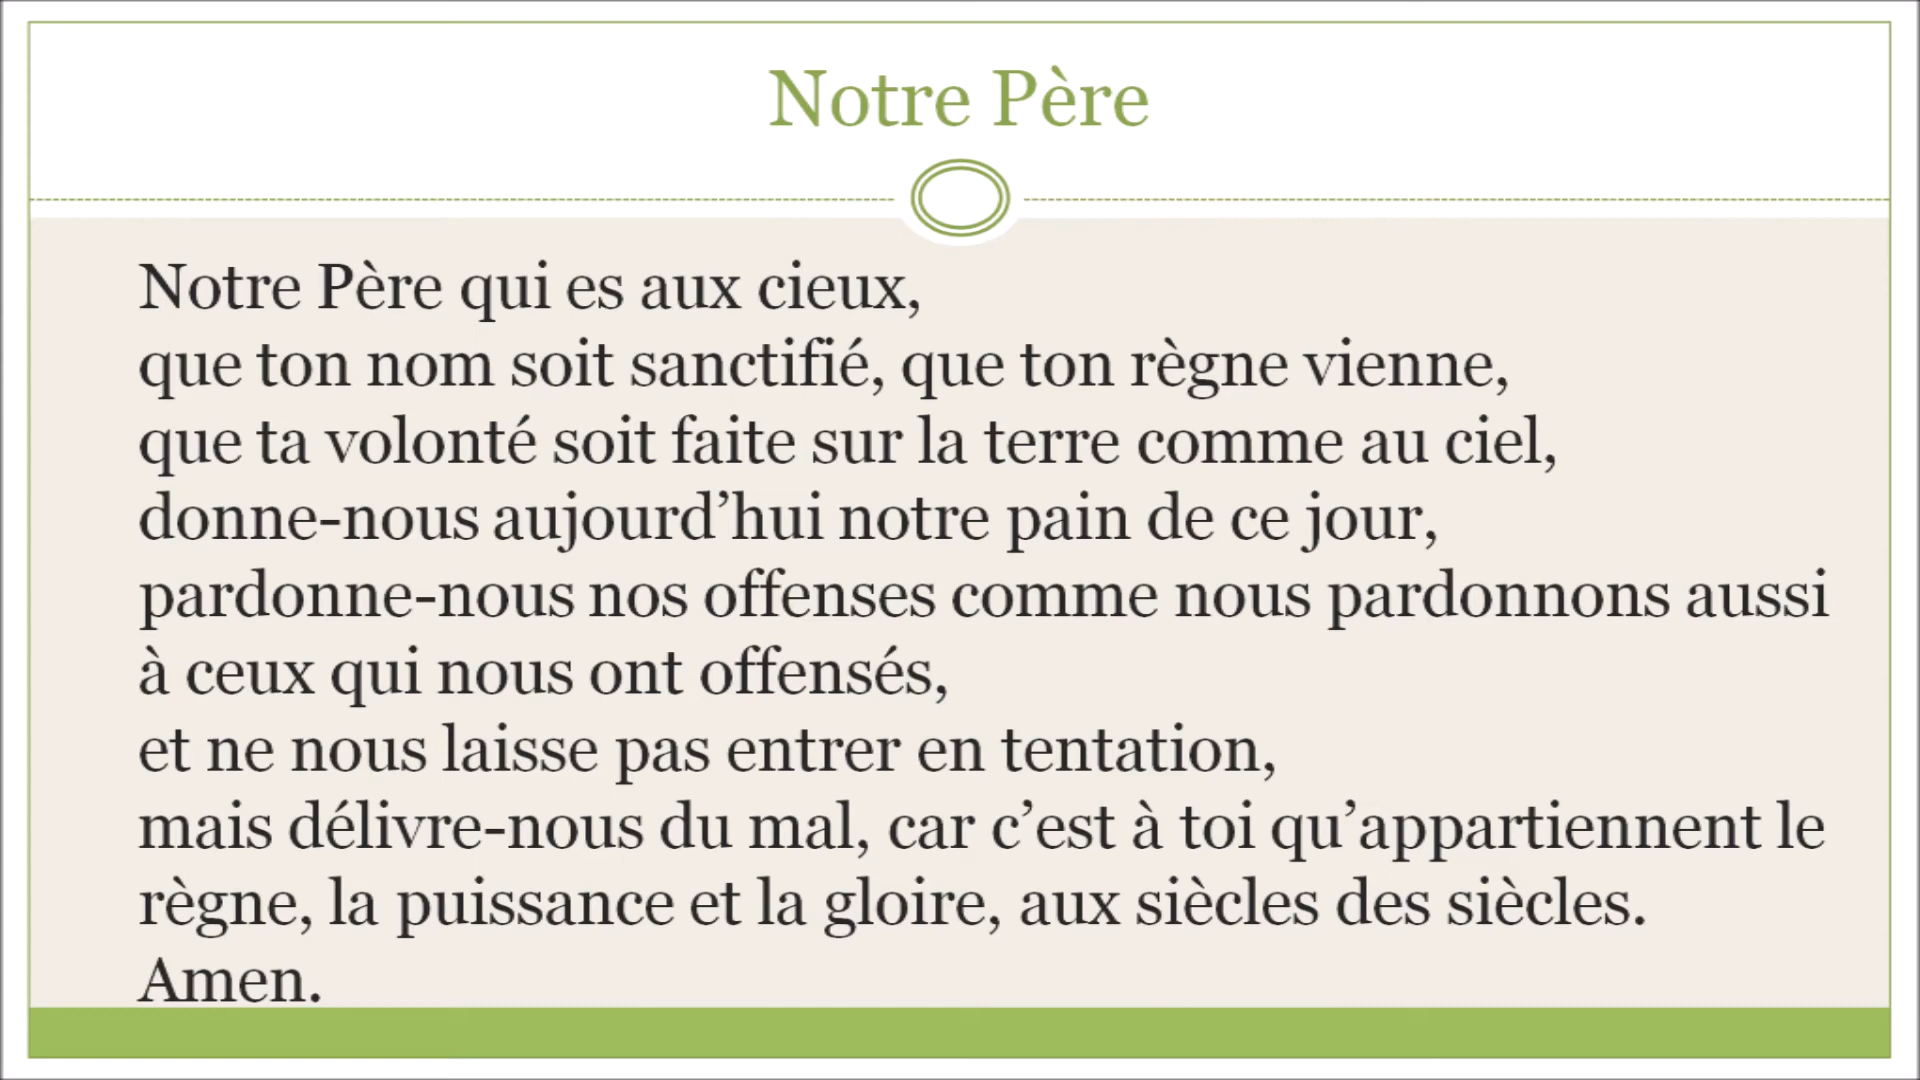 Notre Père
Notre Père qui es aux cieux,
que ton nom soit sanctifié, que ton règne vienne,
que ta volonté soit faite sur la terre comme au ciel,
donne-nous aujourd’hui notre pain de ce jour,
pardonne-nous nos offenses comme nous pardonnons aussi
à ceux qui nous ont offensés,
et ne nous laisse pas entrer en tentation,
mais délivre-nous du mal, car c’est à toi qu’appartiennent le
règne, la puissance et la gloire, aux siècles des siècles.
Amen.